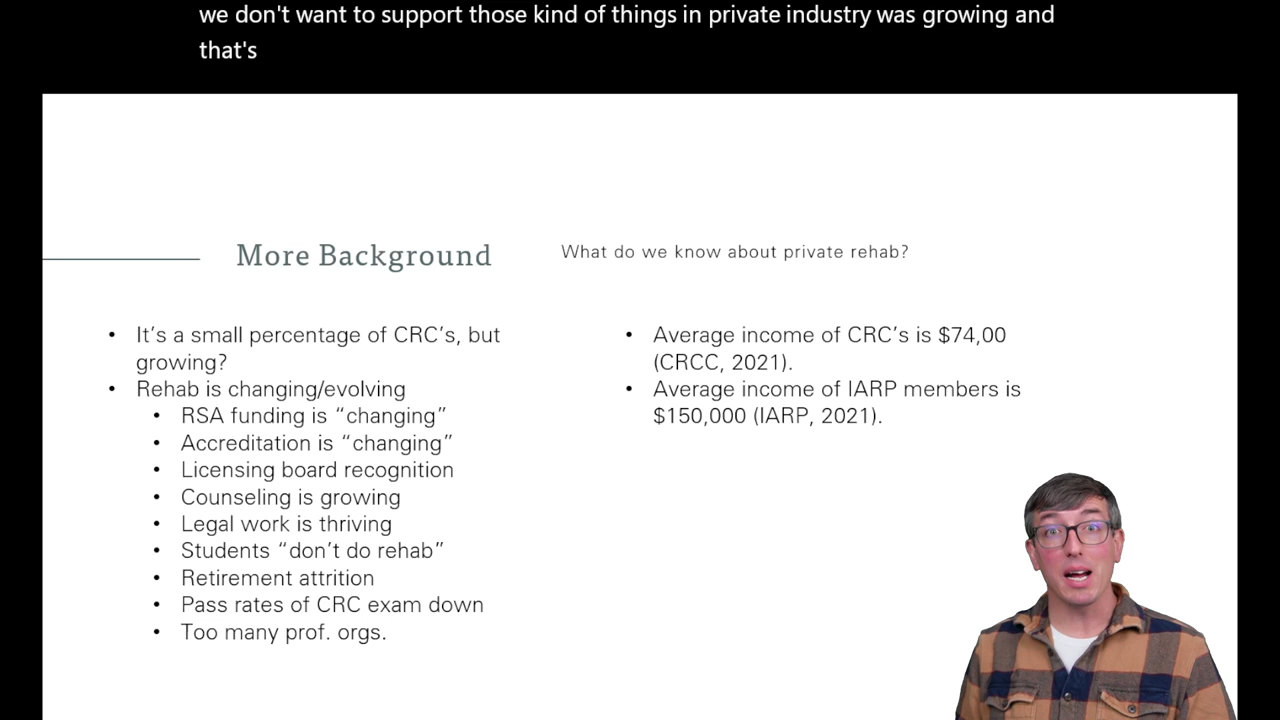 we don't want to support those kind of things in private industry was growing and
that's
More Background
What do we know about private rehab?
• It's a small percentage of CRC's, but
growing?
• Rehab is changing/evolving
• RSA funding is “changing”
• Accreditation is “changing”
• Licensing board recognition
• Counseling is growing
• Legal work is thriving
• Students “don't do rehab”
• Retirement attrition
• Pass rates of CRC exam down
• Too many prof. orgs.
• Average income of CRC's is $74,00
(CRCC, 2021).
• Average income of IARP members is
$150,000 (IARP, 2021).